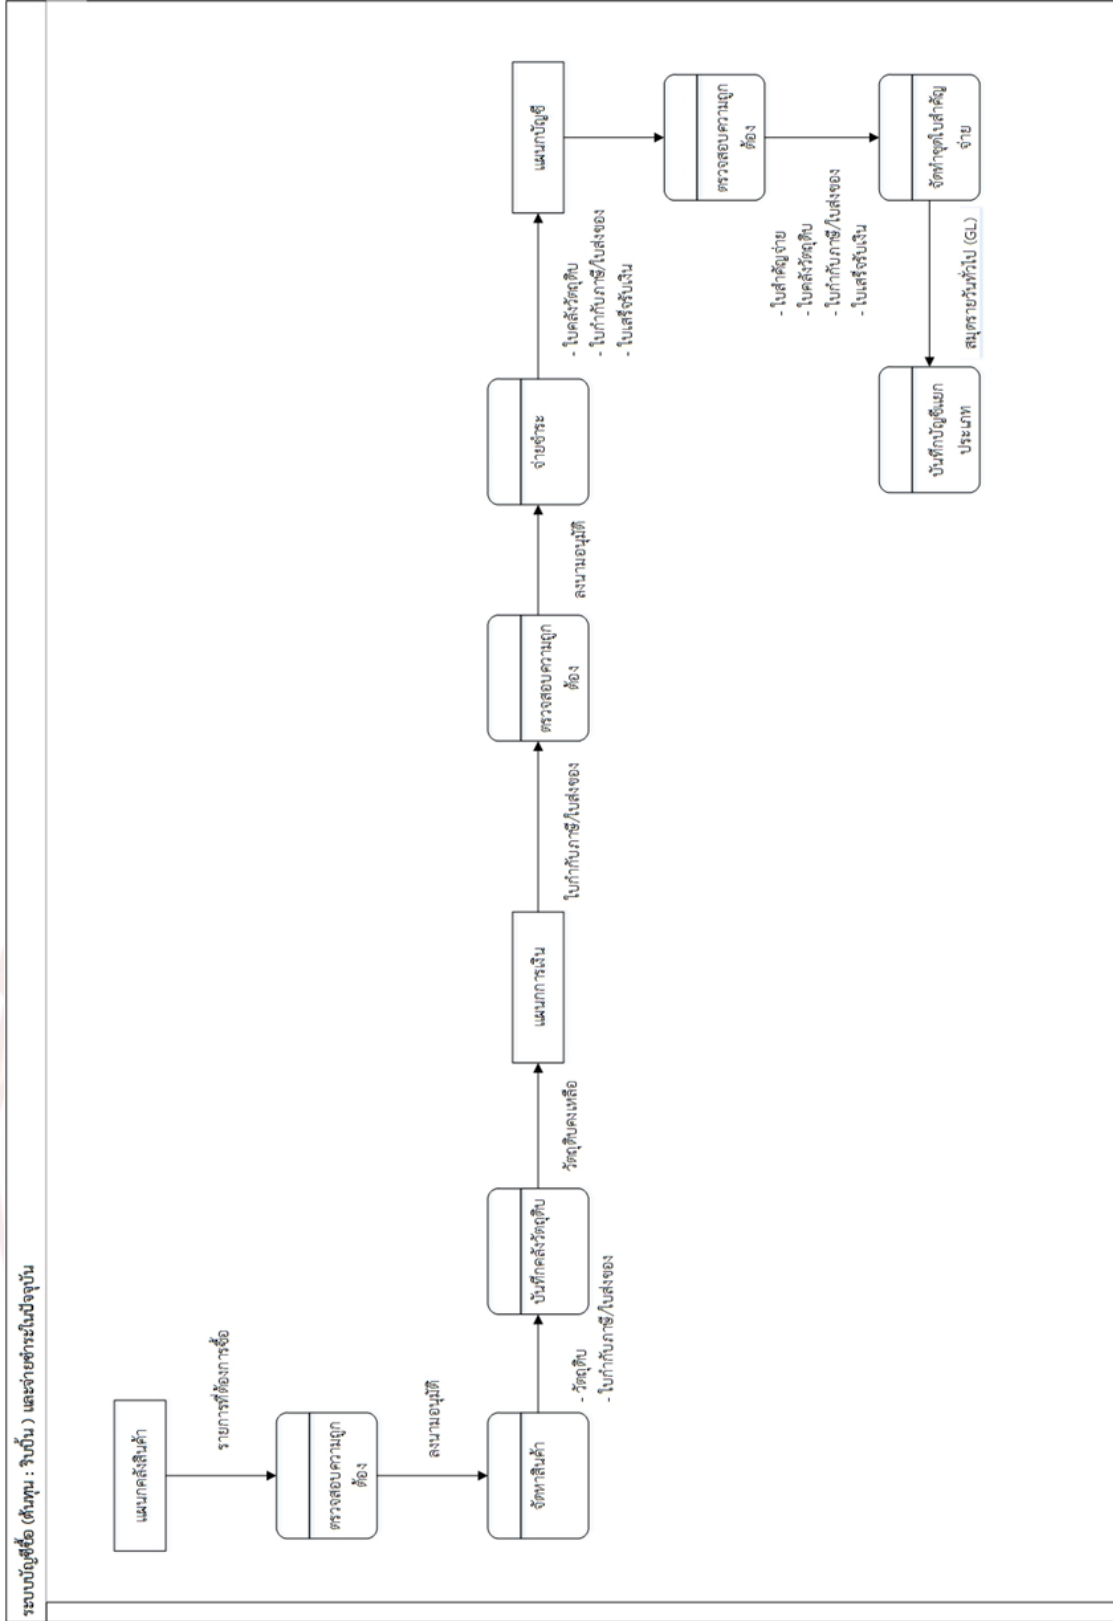 ระบบบัญชีซื้อ (ต้นทุน : ริบบิ้น ) และจ่ายชำระในปัจจุบัน
แผนกคลังสินค้า
รายการที่ต้องการซื้อ
ตรวจสอบความถูก
ต้อง
ลงนามอนุมัติ
จัดหาสินค้า
- วัตถุดิบ
- ใบกำกับภาษี/ใบส่งของ
บันทึกคลังวัตถุดิบ
วัตถุดิบคงเหลือ
แผนกการเงิน
ใบกำกับภาษี/ใบส่งของ
ตรวจสอบความถูก
ต้อง
ลงนามอนุมัติ
จ่ายชำระ
- ใบคลังวัตถุดิบ
- ใบกำกับภาษี/ใบส่งของ
- ใบเสร็จรับเงิน
แผนกบัญชี
ตรวจสอบความถูก
ต้อง
- ใบสำคัญจ่าย
- ใบคลังวัตถุดิบ
- ใบกำกับภาษี/ใบส่งของ
- ใบเสร็จรับเงิน
จัดทำชุดใบสำคัญ
จ่าย
สมุดรายวันทั่วไป (GL)
บันทึกบัญชีแยก
ประเภท